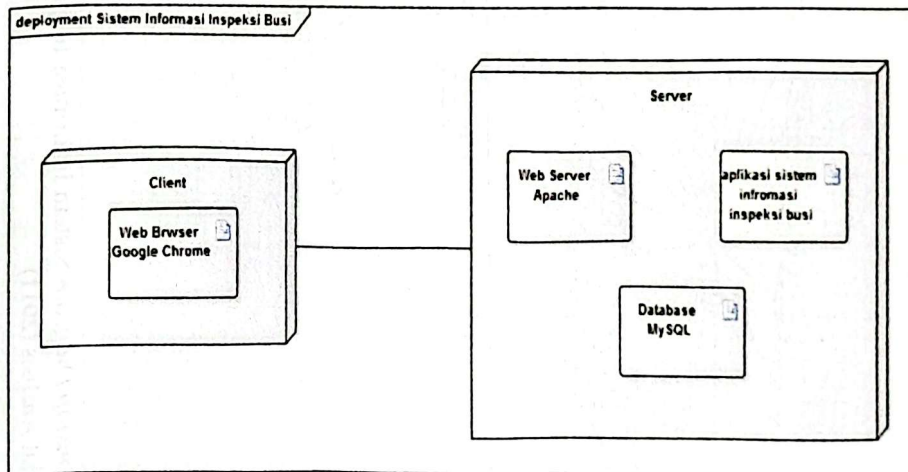 deployment Sistem Informasi Inspeksi Busi
Client
Web Brwser
Google Chrome
Server
Web Server
Apache
aplikasi sistem
infromasi
inspeksi busi
Database
MySQL